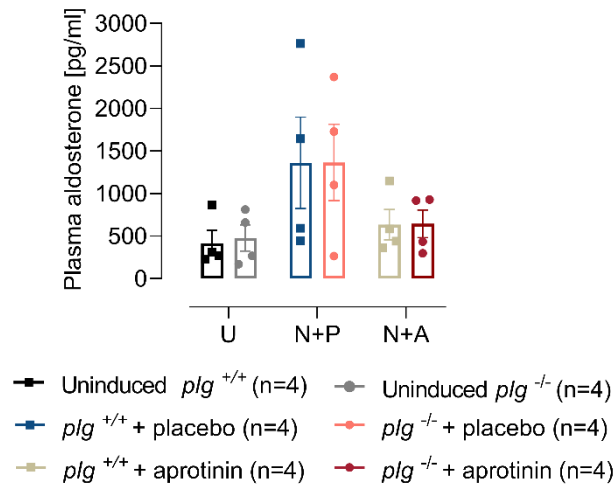 Plasma aldosterone [pg/ml]
3000
2500
2000
1500
1000
500
0
U N+P N+A
Uninduced plg +/+ (n=4) Uninduced plg -/- (n=4)
plg +/+ + placebo (n=4) plg -/- + placebo (n=4)
plg +/+ + aprotinin (n=4) plg -/- + aprotinin (n=4)